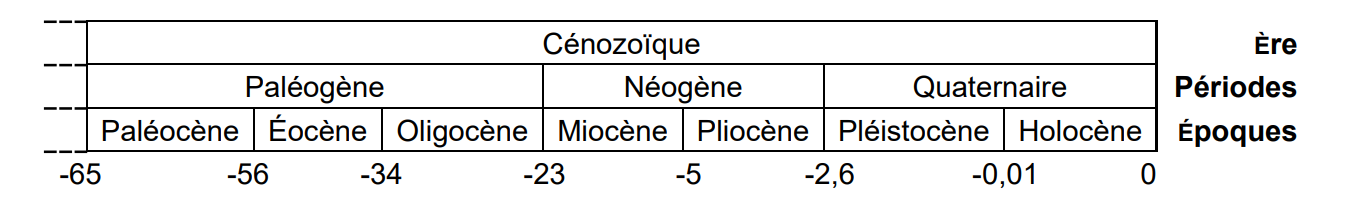 Cénozoïque Ère
Paléogène Néogène Quaternaire Périodes
Paléocène Éocène Oligocène Miocène Pliocène Pléistocène Holocène Époques
-65 -56 -34 -23 -5 -2,6 -0,01 0